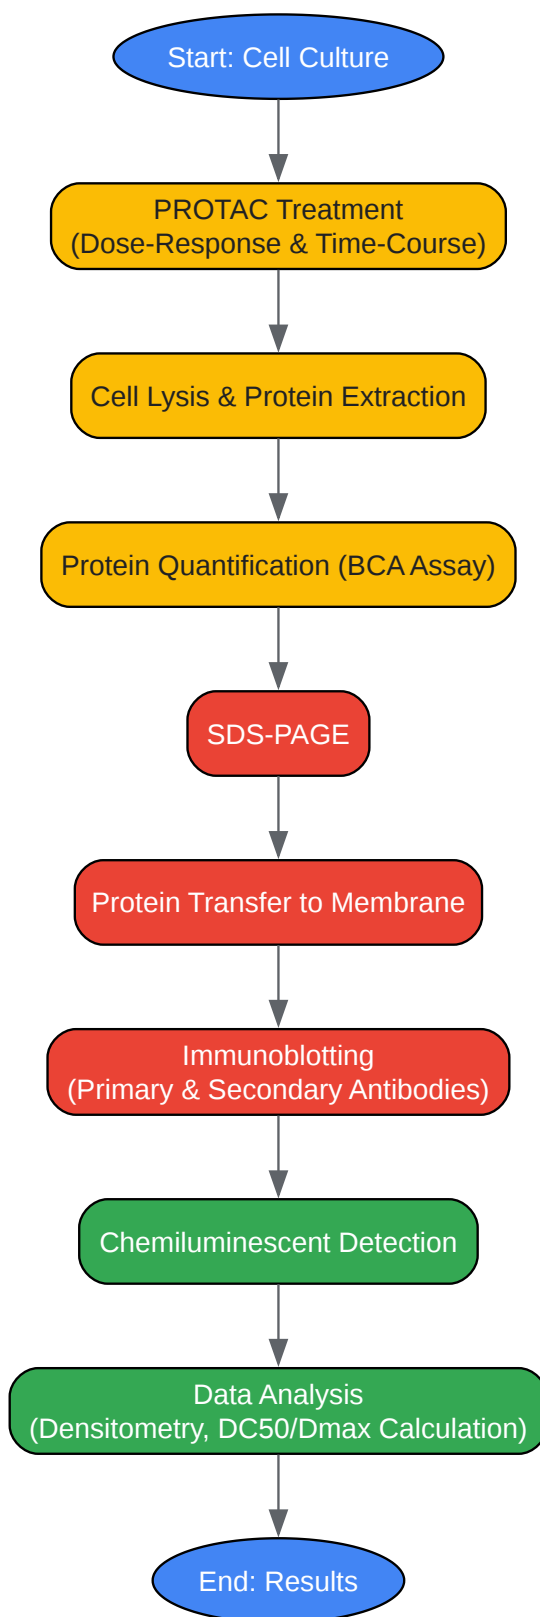 Start: Cell Culture
PROTAC Treatment
(Dose-Response & Time-Course)
Cell Lysis & Protein Extraction
Protein Quantification (BCA Assay)
SDS-PAGE
Protein Transfer to Membrane
Immunoblotting
(Primary & Secondary Antibodies)
Chemiluminescent Detection
Data Analysis
(Densitometry, DC50/Dmax Calculation)
End: Results